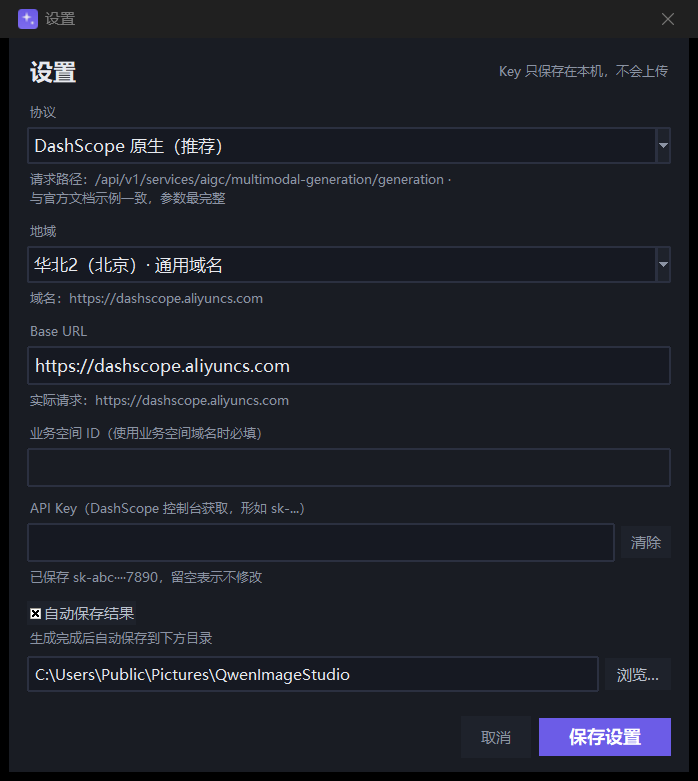 设置
设置
Key 只保存在本机，不会上传
协议
DashScope 原生（推荐）
请求路径：/api/v1/services/aigc/multimodal-generation/generation ·
与官方文档示例一致，参数最完整
地域
华北2（北京）· 通用域名
域名：https://dashscope.aliyuncs.com
Base URL
https://dashscope.aliyuncs.com
实际请求：https://dashscope.aliyuncs.com
业务空间 ID（使用业务空间域名时必填）
API Key（DashScope 控制台获取，形如 sk-...）
清除
已保存 sk-abc····7890，留空表示不修改
自动保存结果
生成完成后自动保存到下方目录
C:\Users\Public\Pictures\QwenImageStudio
浏览...
取消
保存设置